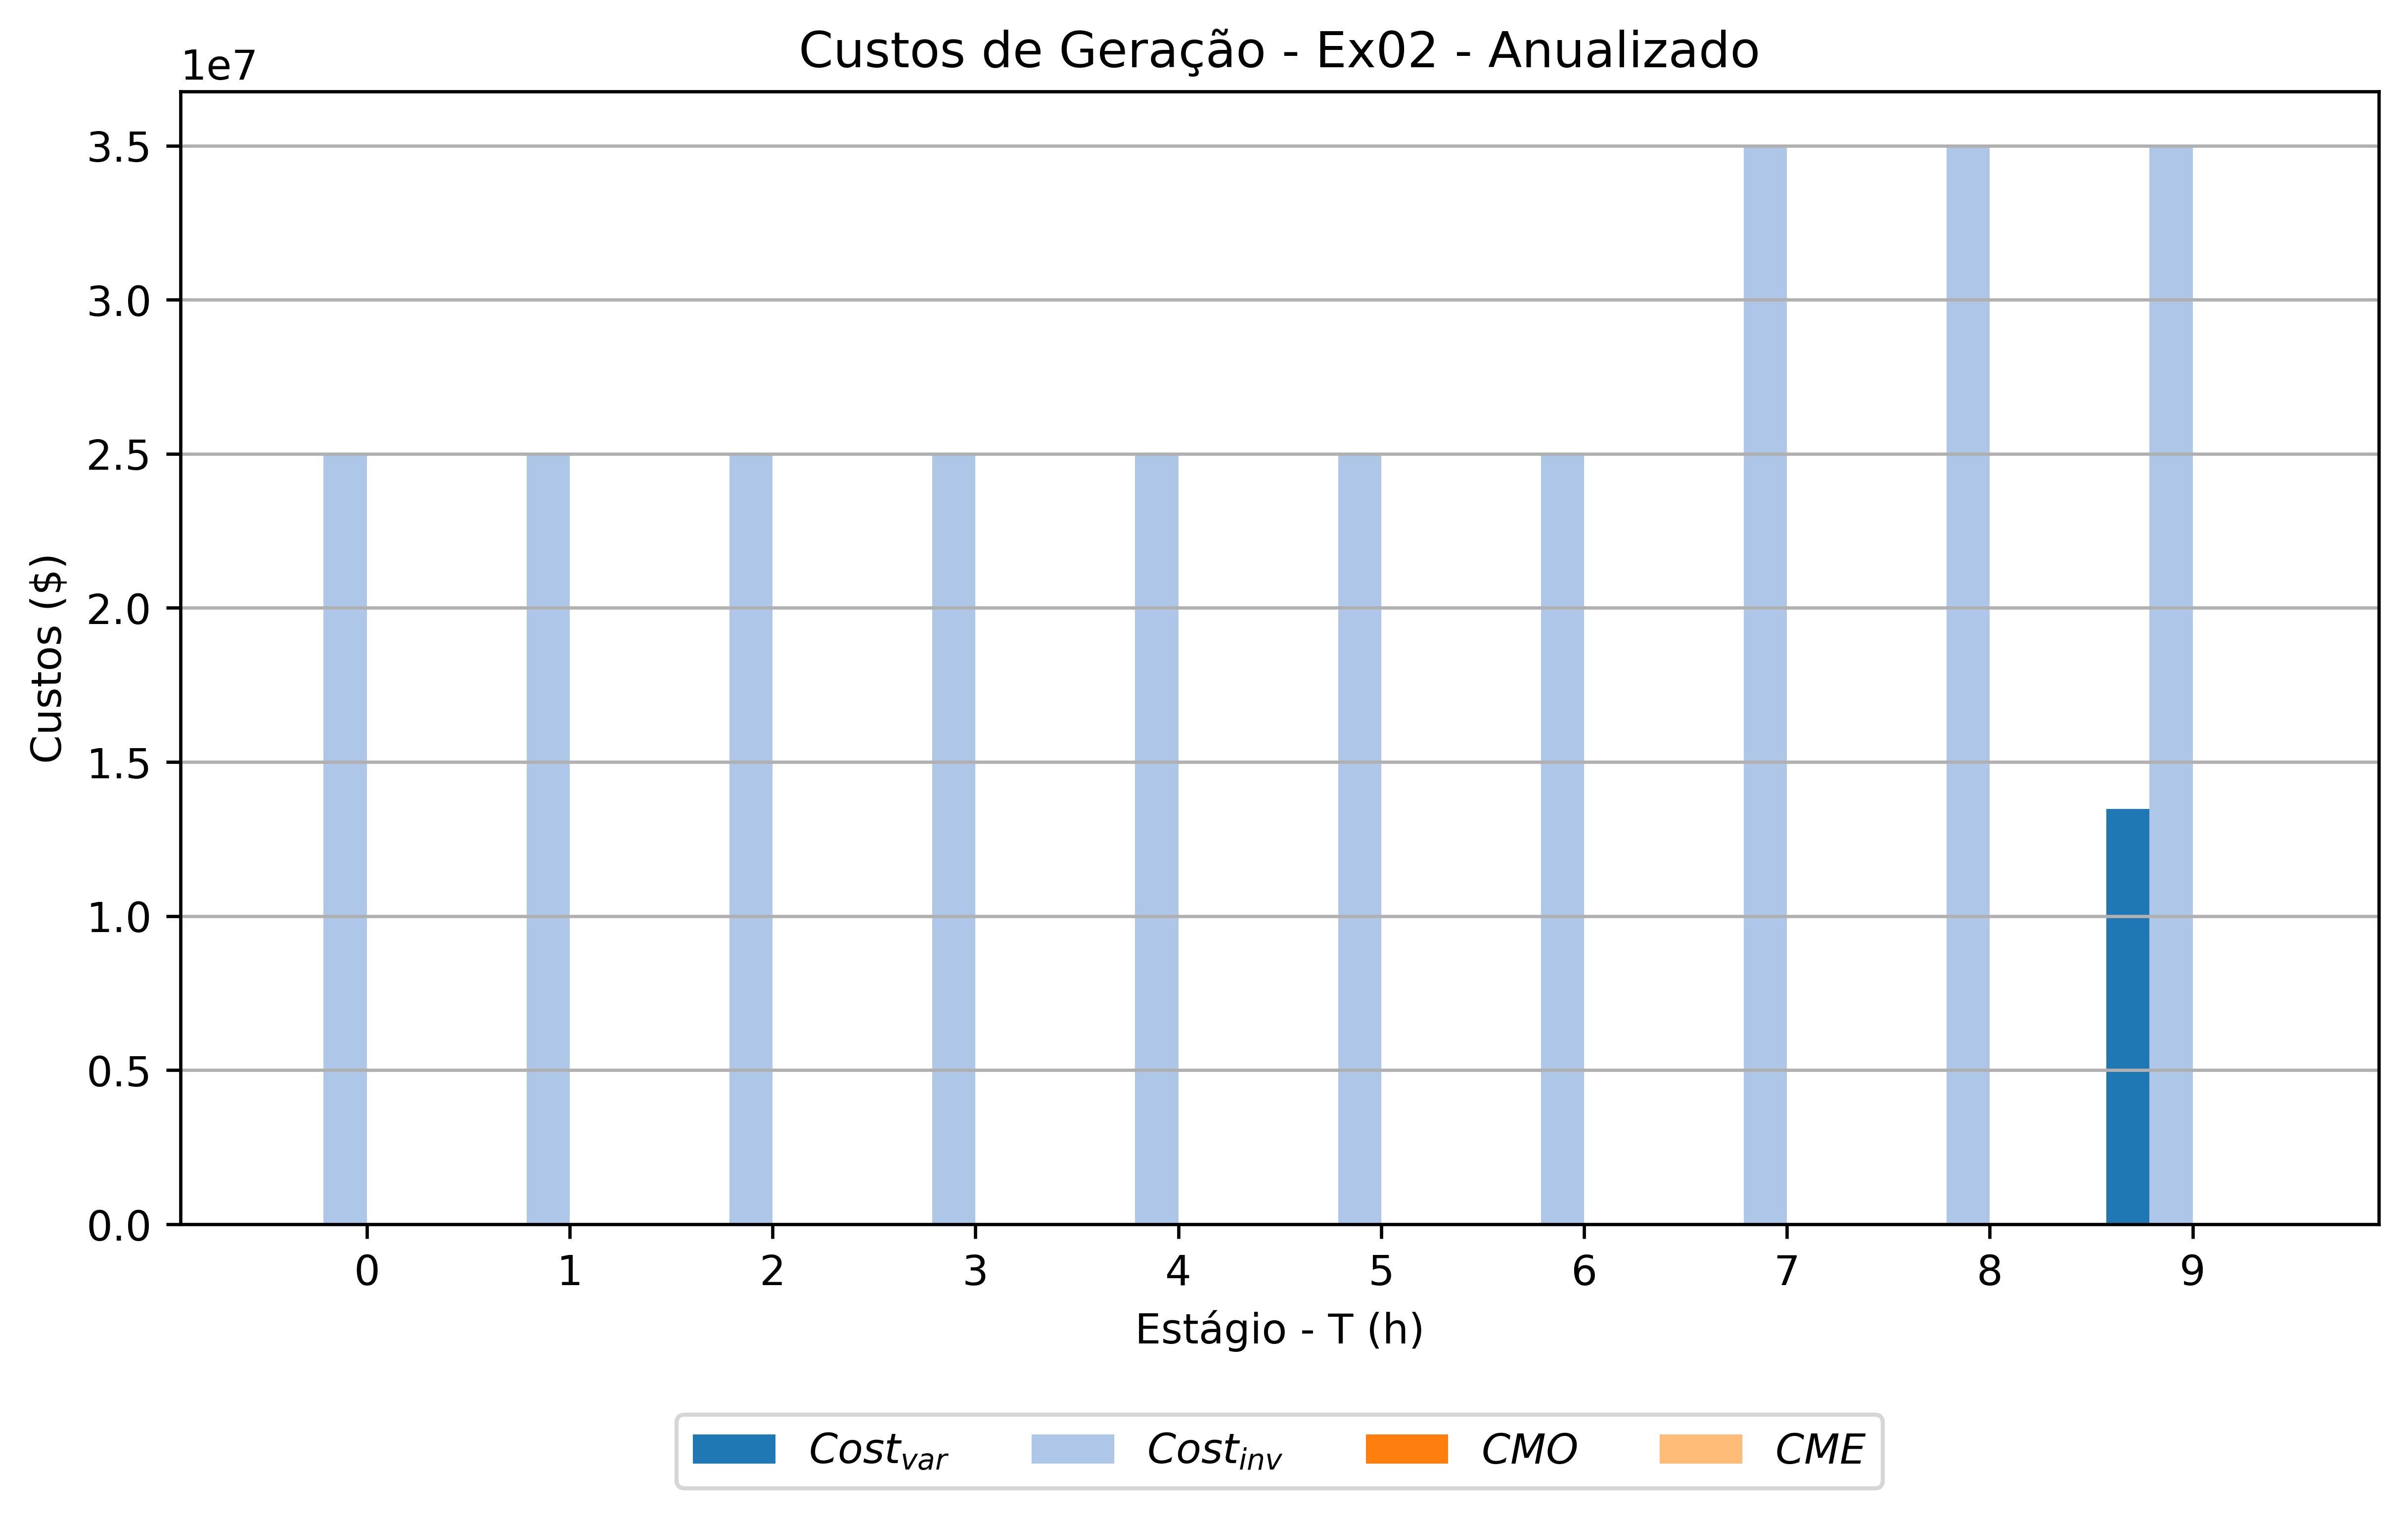 Custos de Geração - Ex02 - Anualizado
1e7
3.5
3.0
2.5
2.0
1.5
1.0
0.5
0.0
Custos ($)
0 1 2 3 4 5 6 7 8 9
Estágio - T (h)
Cost_var Cost_inv CMO CME